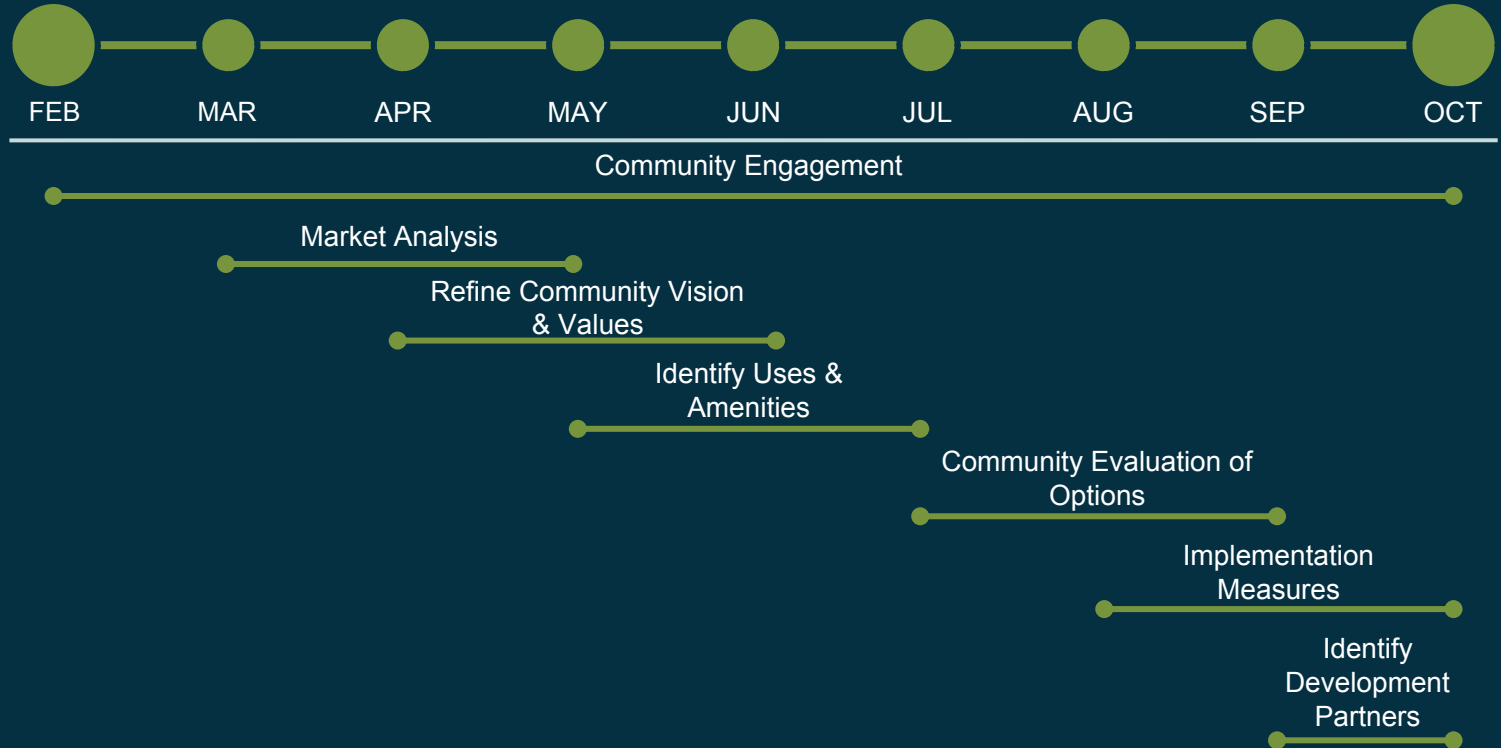 FEB MAR APR MAY JUN JUL AUG SEP OCT
Community Engagement
Market Analysis
Refine Community Vision
& Values
Identify Uses &
Amenities
Community Evaluation of
Options
Implementation
Measures
Identify
Development
Partners